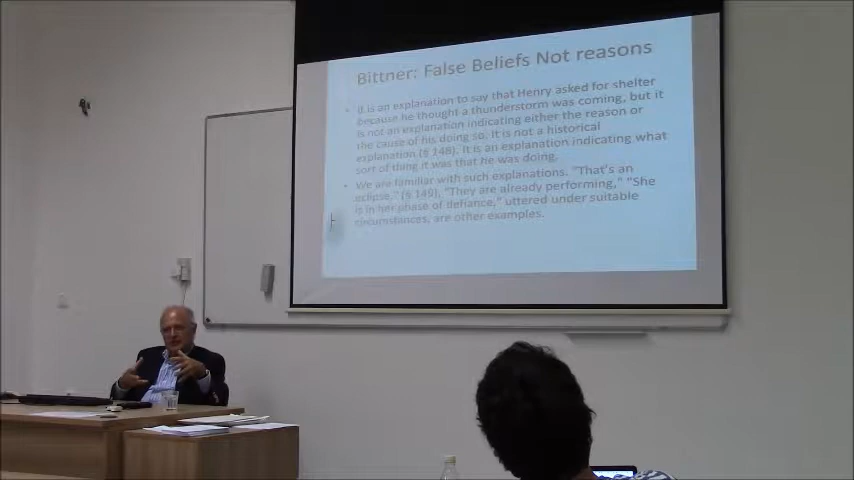 Bittner: False Beliefs Not reasons
• It is an explanation to say that Henry asked for shelter
because he thought a thunderstorm was coming, but it
is not an explanation indicating either the reason or
the cause of his doing so. It is not a historical
explanation (§ 148). It is an explanation indicating what
sort of thing it was that he was doing.
• We are familiar with such explanations. "That's an
eclipse," (§ 149), "They are already performing," "She
is in her phase of defiance," uttered under suitable
circumstances, are other examples.